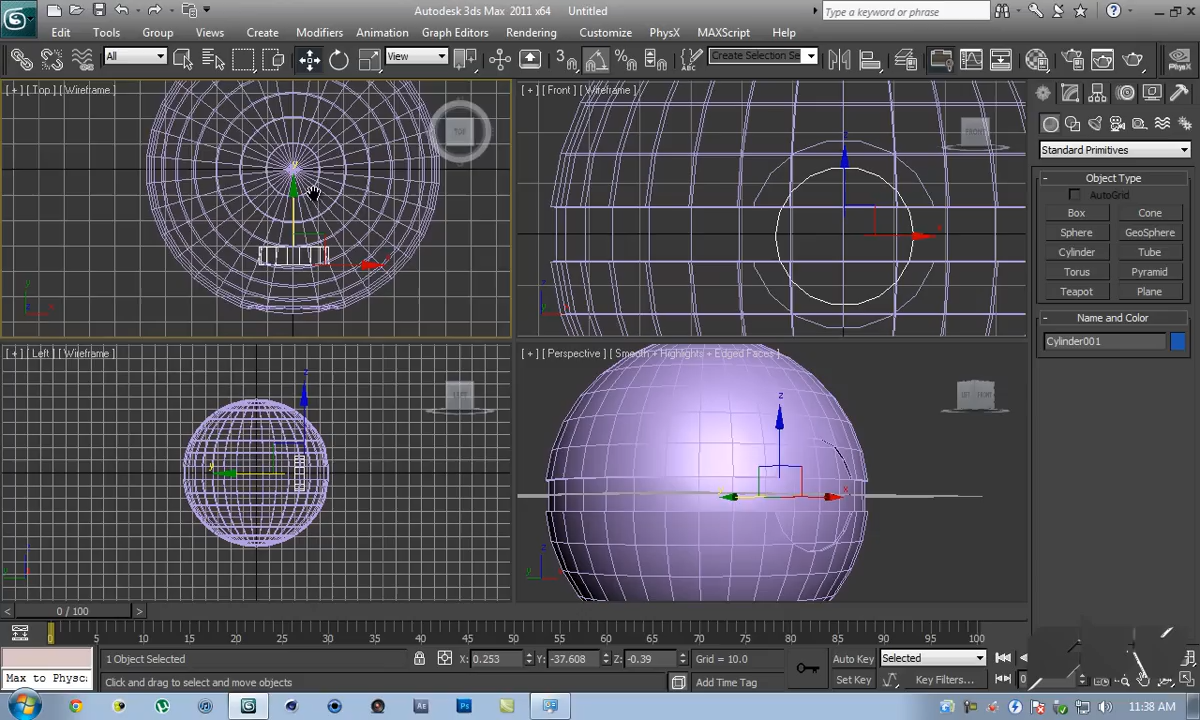 Autodesk 3ds Max 2011 x64 Untitled
Type a keyword or phrase
Edit Tools Group Views Create Modifiers Animation Graph Editors Rendering Customize PhysX MAXScript Help
All
View
Create Selection Se
PhysX
[ + ] [ Top ] [ Wireframe ]
TOP
[ + ] [ Front ] [ Wireframe ]
FRONT
Standard Primitives
Object Type
AutoGrid
Box Cone
Sphere GeoSphere
Cylinder Tube
Torus Pyramid
Teapot Plane
Name and Color
Cylinder001
[ + ] [ Left ] [ Wireframe ]
LEFT
[ + ] [ Perspective ] [ Smooth + Highlights + Edged Faces ]
LEFT FRONT
0 / 100
0 5 10 15 20 25 30 35 40 45 50 55 60 65 70 75 80 85 90 95 100
1 Object Selected
X: 0.253 Y: -37.608 Z: -0.39 Grid = 10.0
Auto Key Selected
Max to Physc
Click and drag to select and move objects
Add Time Tag
Set Key Key Filters...
11:38 AM